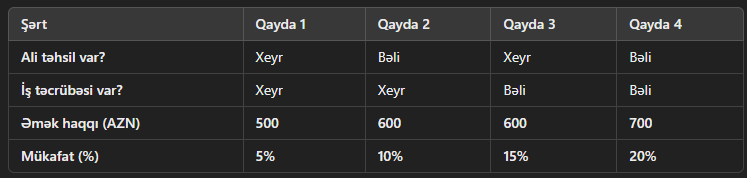 Şərt Qayda 1 Qayda 2 Qayda 3 Qayda 4
Ali təhsil var? Xeyr Bəli Xeyr Bəli
İş təcrübəsi var? Xeyr Xeyr Bəli Bəli
Əmək haqqı (AZN) 500 600 600 700
Mükafat (%) 5% 10% 15% 20%